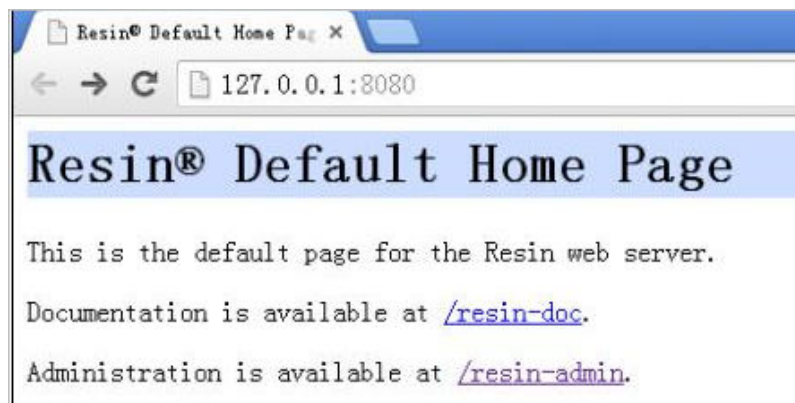 Resin® Default Home Pag
127.0.0.1:8080
Resin® Default Home Page
This is the default page for the Resin web server.
Documentation is available at /resin-doc.
Administration is available at /resin-admin.